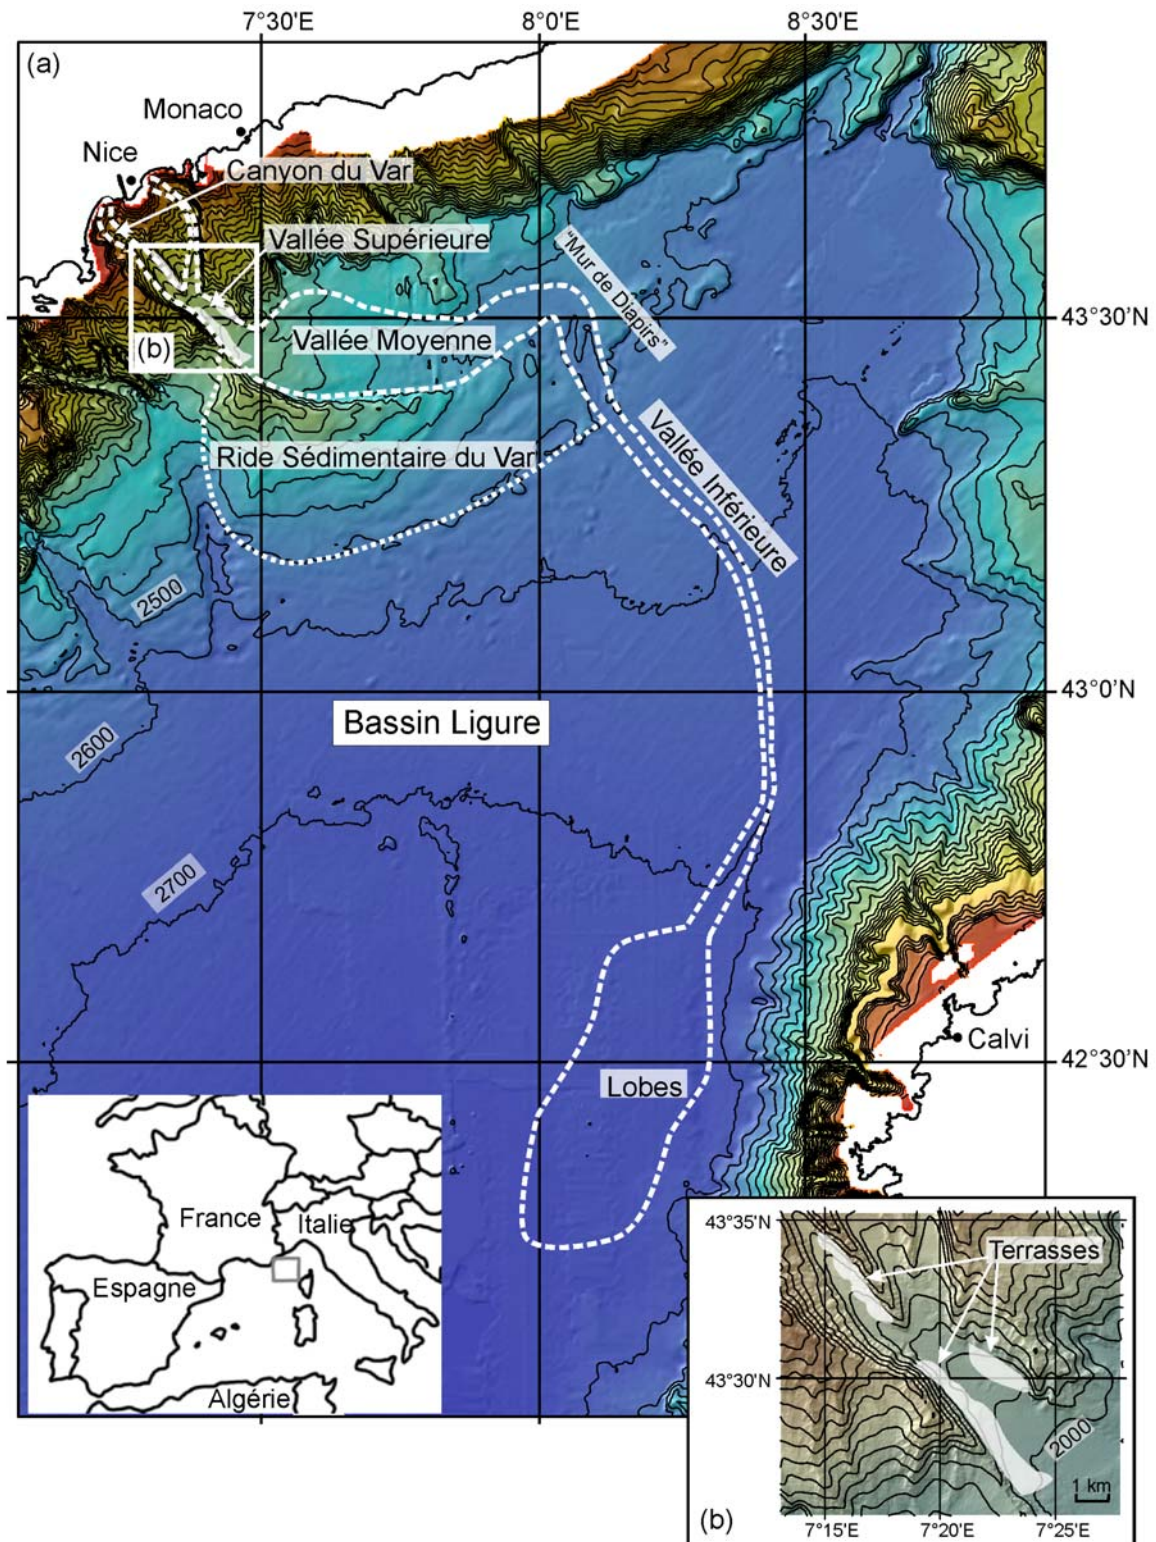 7°30'E
8°0'E
8°30'E
(a)
Monaco
Nice
Canyon du Var
Vallée Supérieure
"Mur de Diapirs"
43°30'N
(b)
Vallée Moyenne
Vallée Inférieure
Ride Sédimentaire du Var
2500
43°0'N
Bassin Ligure
2600
2700
Calvi
42°30'N
Lobes
France
Italie
Espagne
Algérie
43°35'N
Terrasses
43°30'N
2000
1 km
(b)
7°15'E
7°20'E
7°25'E